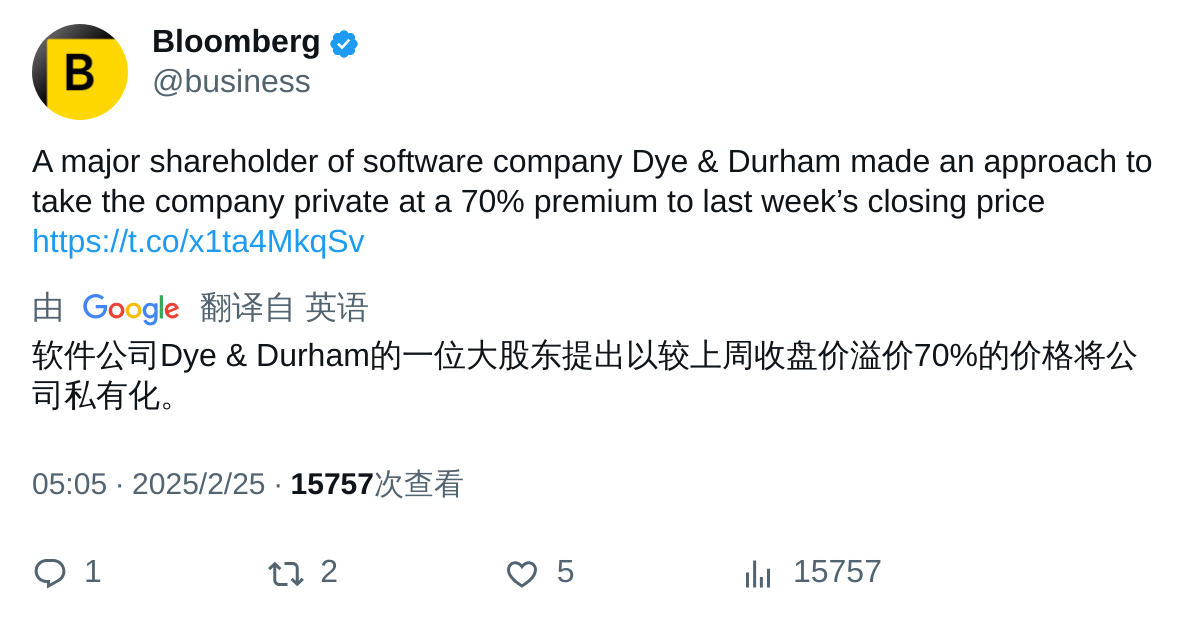 B
Bloomberg
@business
A major shareholder of software company Dye & Durham made an approach to
take the company private at a 70% premium to last week’s closing price
https://t.co/x1ta4MkqSv
由 Google 翻译自 英语
软件公司Dye & Durham的一位大股东提出以较上周收盘价溢价70%的价格将公
司私有化。
05:05 · 2025/2/25 · 15757次查看
1 2 5 15757